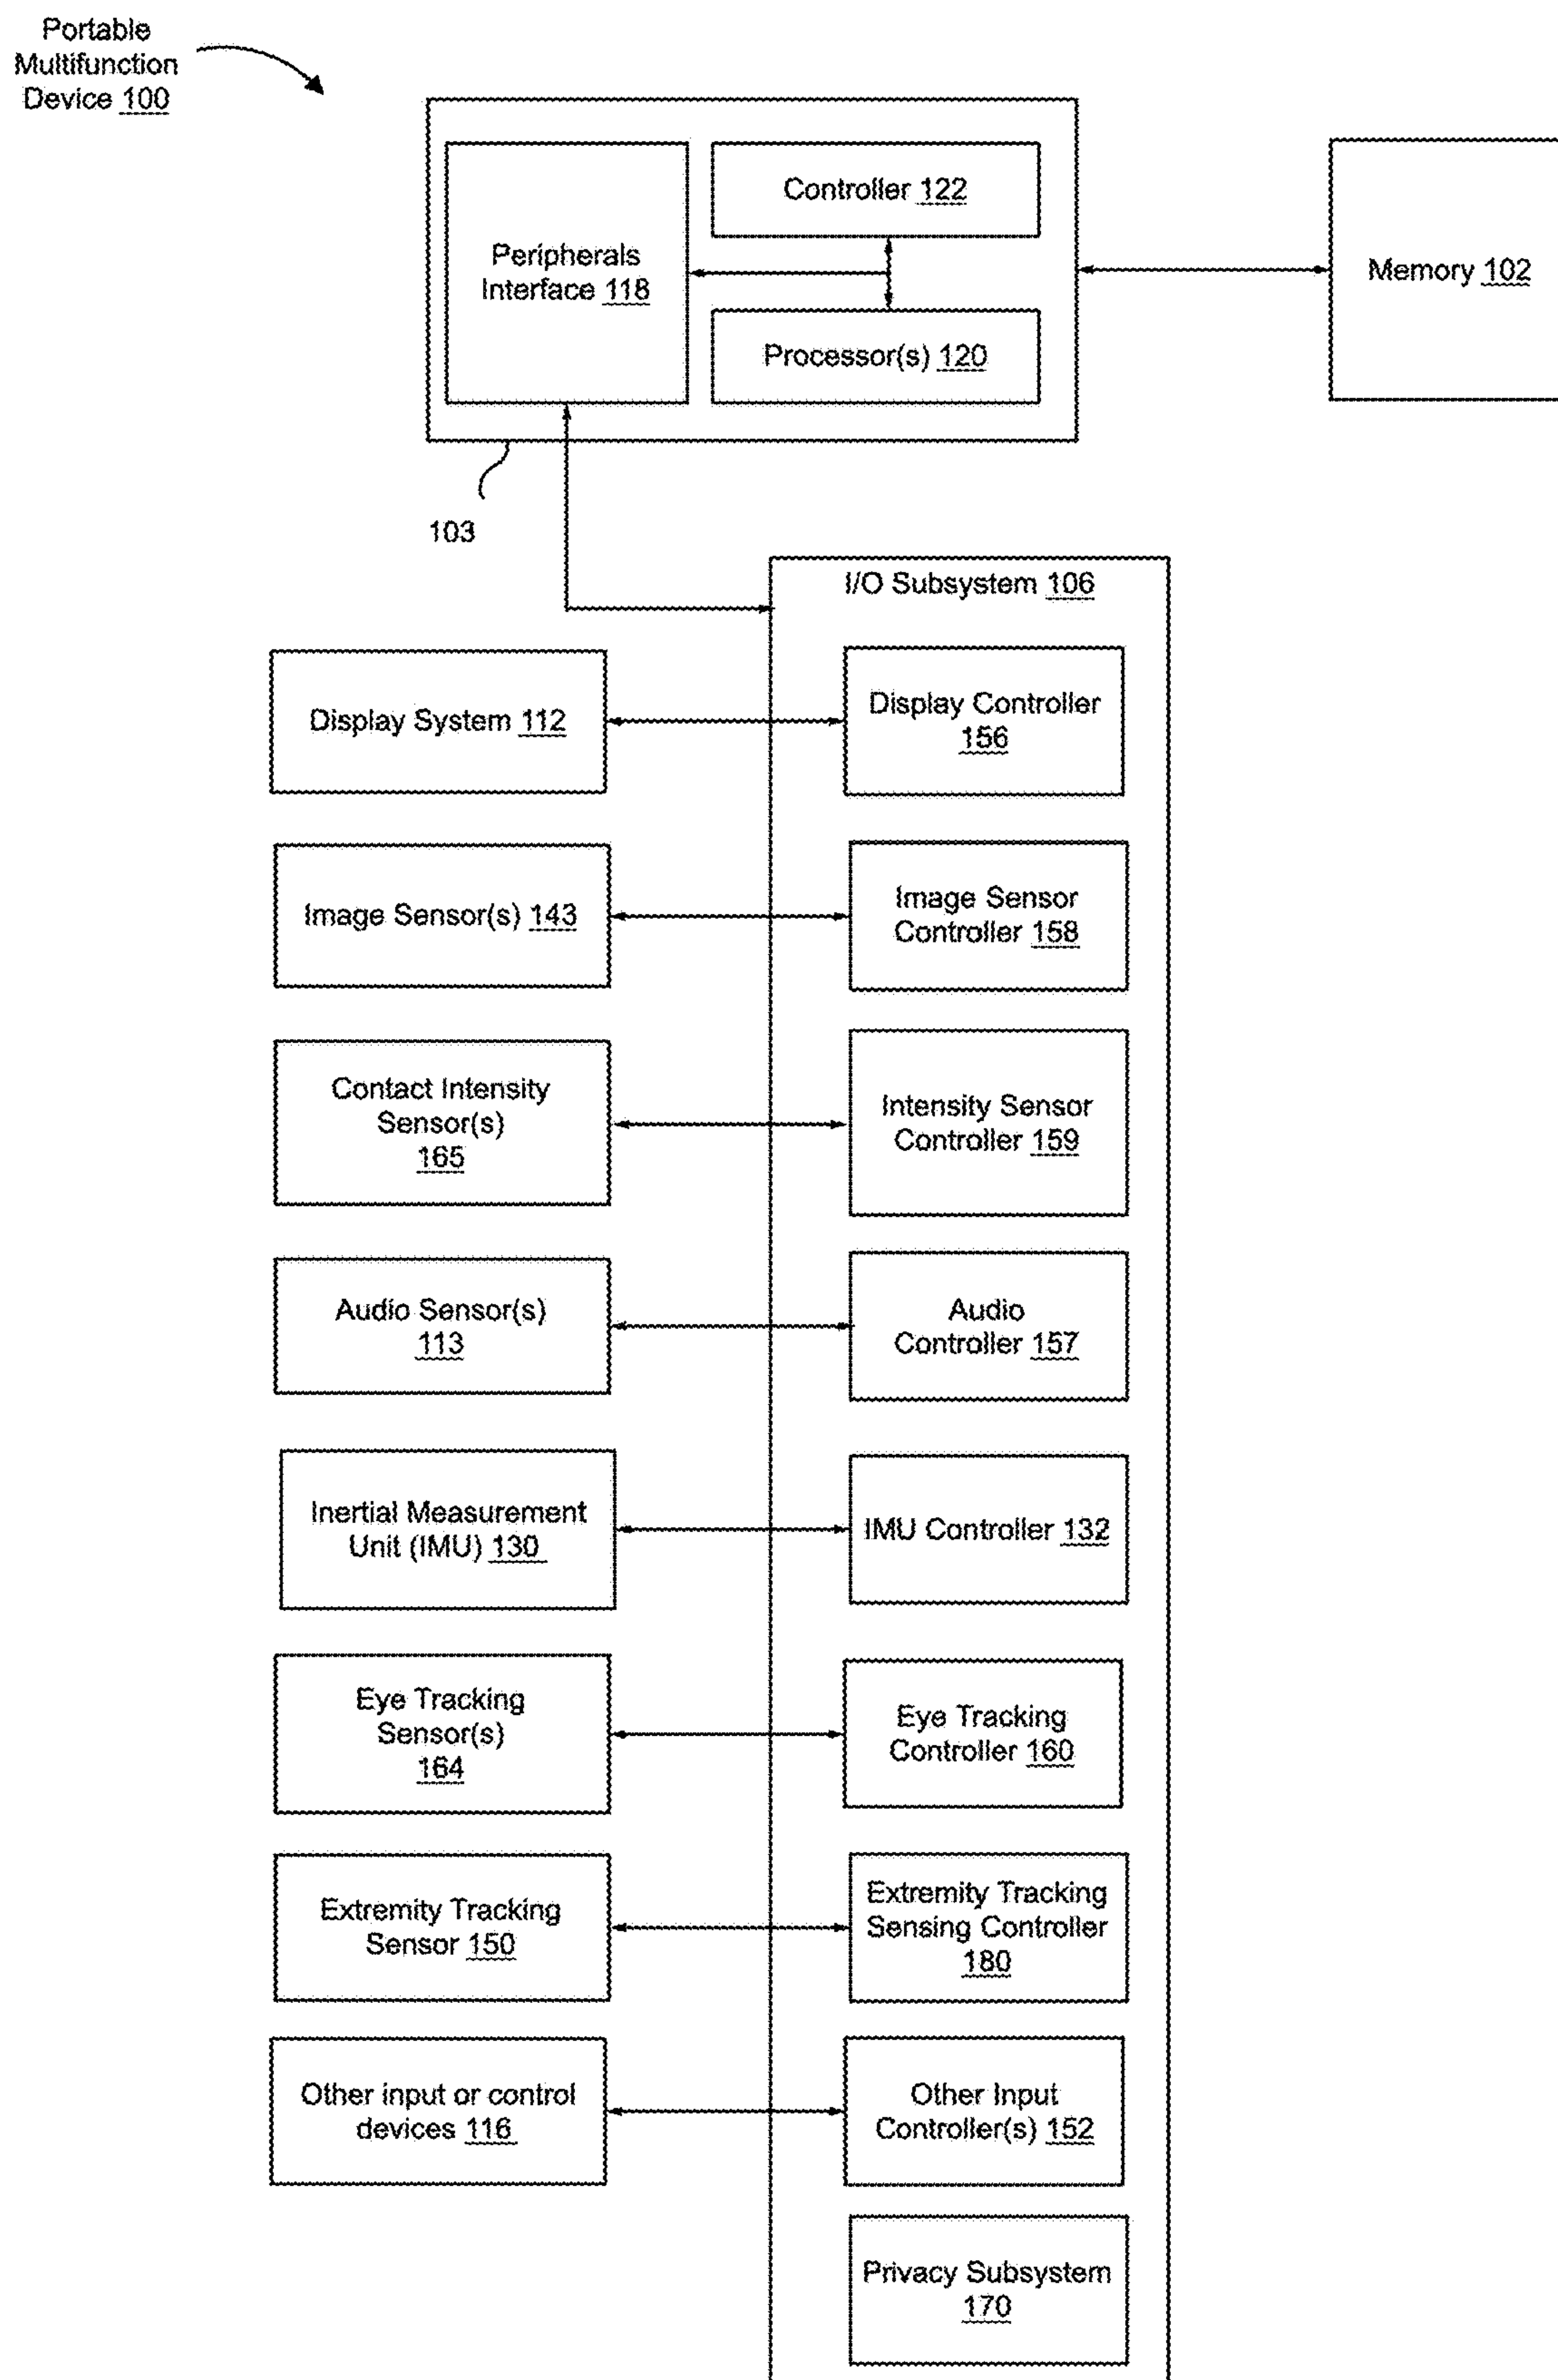 Portable
Multifunction
Device 100
Peripherals
Interface 118
Controller 122
Processor(s) 120
Memory 102
103
I/O Subsystem 106
Display System 112
Display Controller
156
Image Sensor(s) 143
Image Sensor
Controller 158
Contact Intensity
Sensor(s)
165
Intensity Sensor
Controller 159
Audio Sensor(s)
113
Audio
Controller 157
Inertial Measurement
Unit (IMU) 130
IMU Controller 132
Eye Tracking
Sensor(s)
164
Eye Tracking
Controller 160
Extremity Tracking
Sensor 150
Extremity Tracking
Sensing Controller
180
Other input or control
devices 116
Other Input
Controller(s) 152
Privacy Subsystem
170